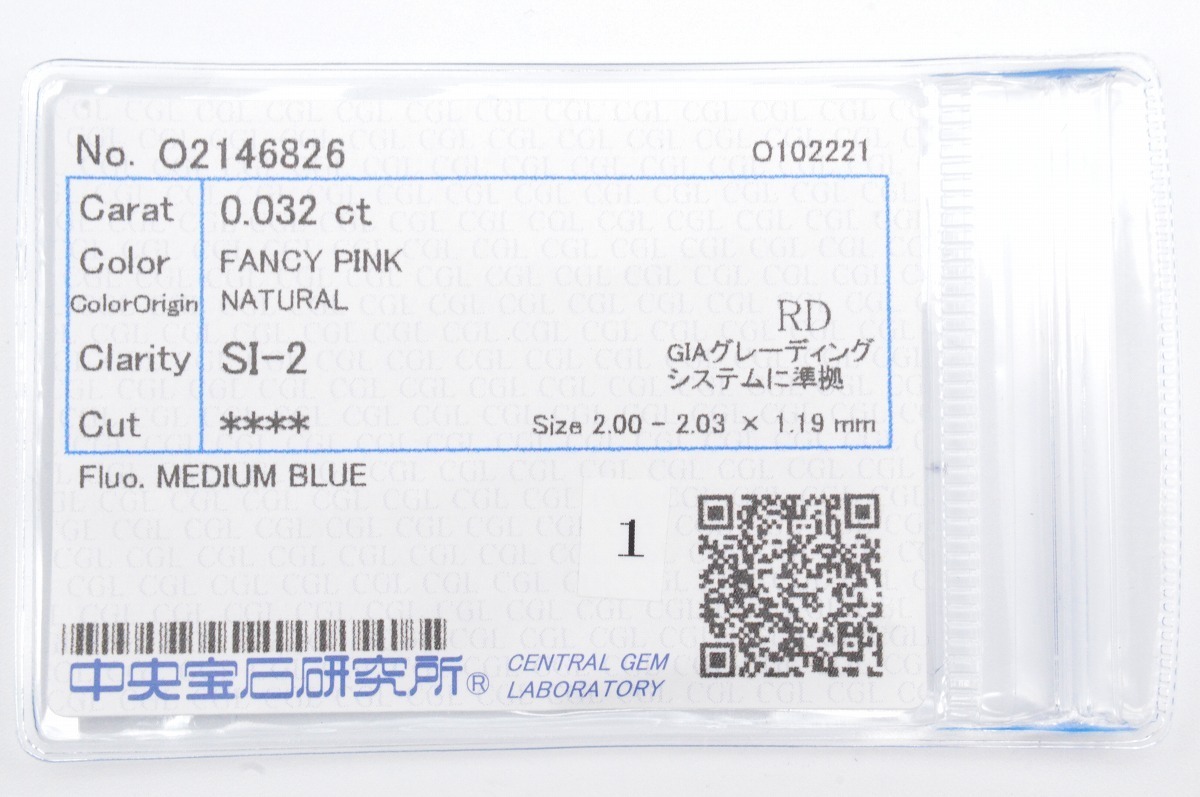 No. O2146826
O102221
Carat 0.032 ct
Color FANCY PINK
ColorOrigin NATURAL
RD
Clarity SI-2
GIAグレーディング
システムに準拠
Cut ****
Size 2.00 - 2.03 × 1.19 mm
Fluo. MEDIUM BLUE
1
中央宝石研究所®
CENTRAL GEM
LABORATORY